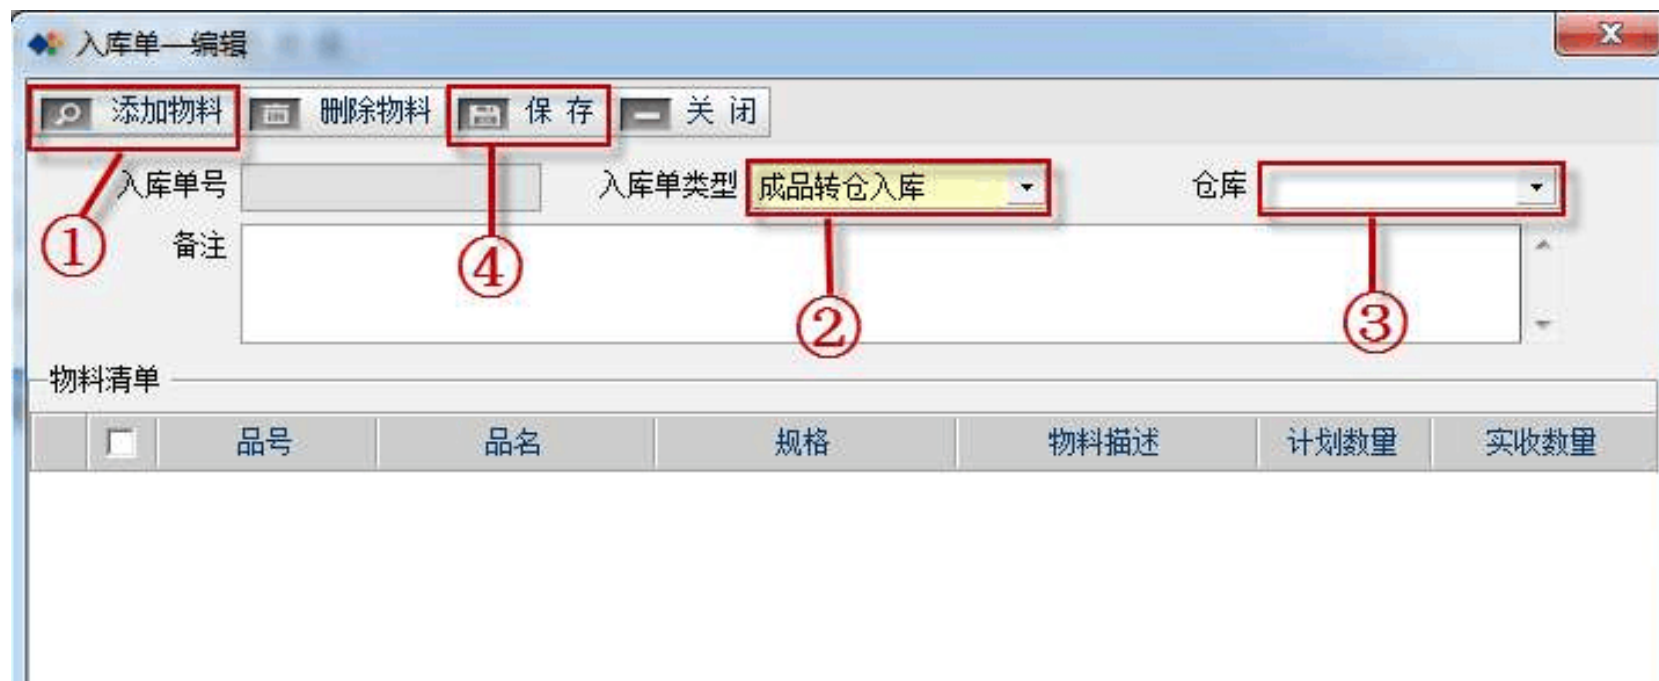 入库单—编辑
添加物料 删除物料 保 存 关 闭
入库单号 入库单类型 成品转仓入库 仓库
① 备注 ④ ② ③
物料清单
品号 品名 规格 物料描述 计划数量 实收数量